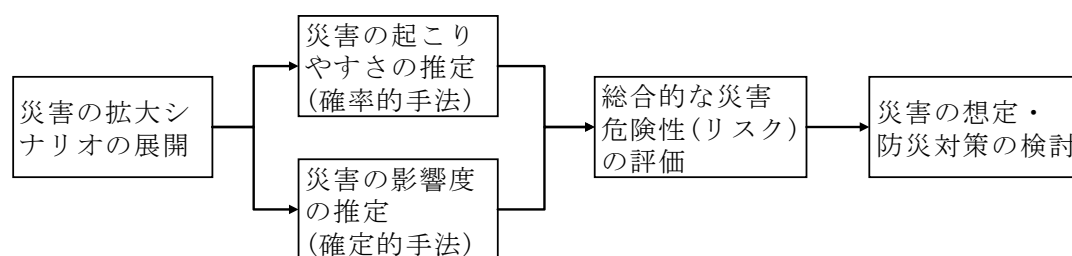 災害の拡大シ
ナリオの展開
災害の起こり
やすさの推定
(確率的手法)
災害の影響度
の推定
(確定的手法)
総合的な災害
危険性(リスク)
の評価
災害の想定・
防災対策の検討